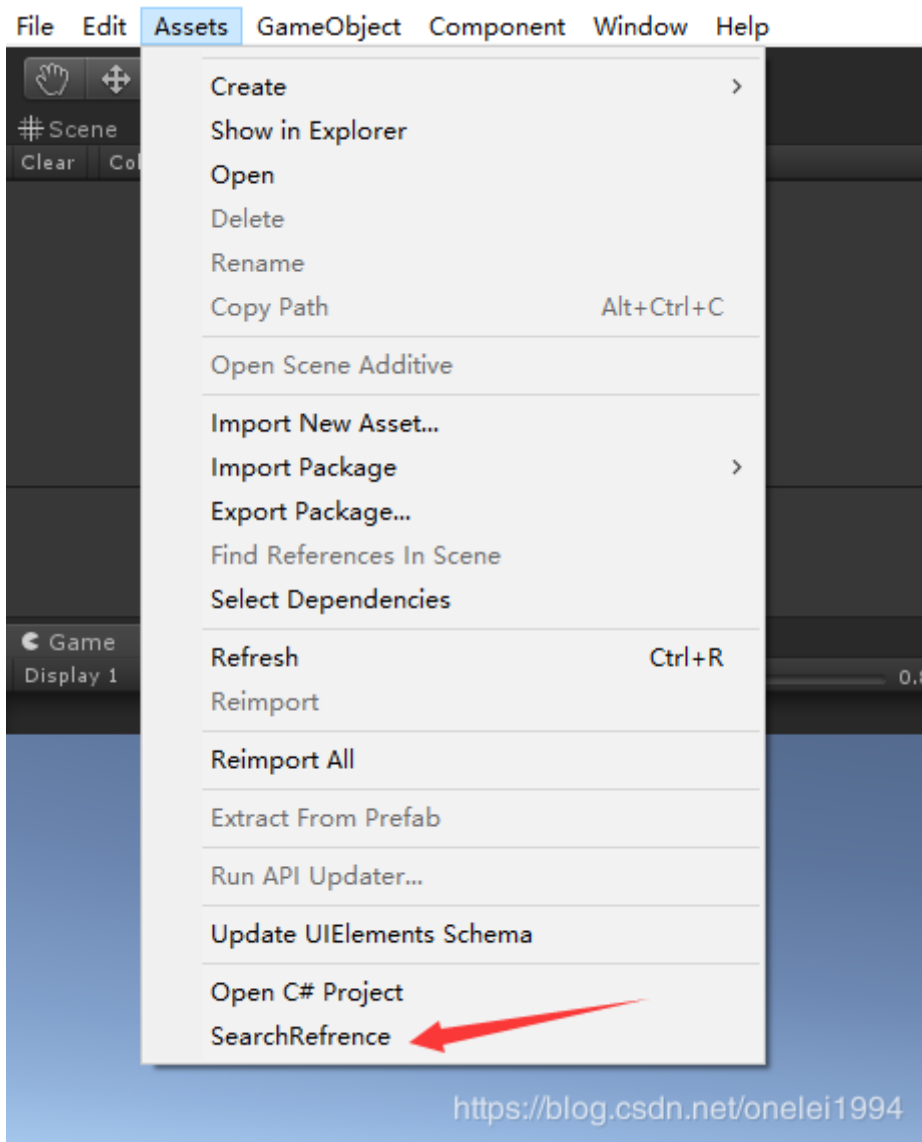 File Edit Assets GameObject Component Window Help
Create
Scene
Show in Explorer
Clear
Open
Delete
Rename
Copy Path Alt+Ctrl+C
Open Scene Additive
Import New Asset...
Import Package
Export Package...
Find References In Scene
Select Dependencies
Game
Refresh Ctrl+R
Display 1
Reimport
Reimport All
Extract From Prefab
Run API Updater...
Update UIElements Schema
Open C# Project
SearchRefrence
https://blog.csdn.net/onelei1994